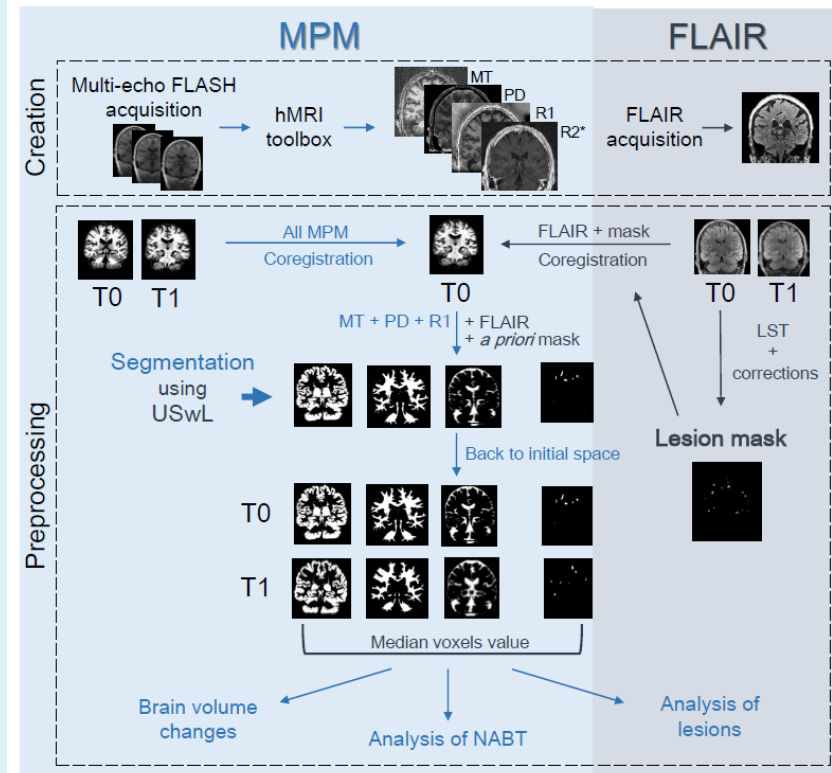 MPM
FLAIR
Creation
Multi-echo FLASH
acquisition
hMRI
toolbox
MT
PD
R1
R2*
FLAIR
acquisition
Preprocessing
T0
T1
All MPM
Coregistration
T0
FLAIR + mask
Coregistration
T0
T1
MT + PD + R1
+ FLAIR
+ a priori mask
LST
+
corrections
Segmentation
using
USwL
Lesion mask
Back to initial space
T0
T1
Median voxels value
Brain volume
changes
Analysis of NABT
Analysis of
lesions